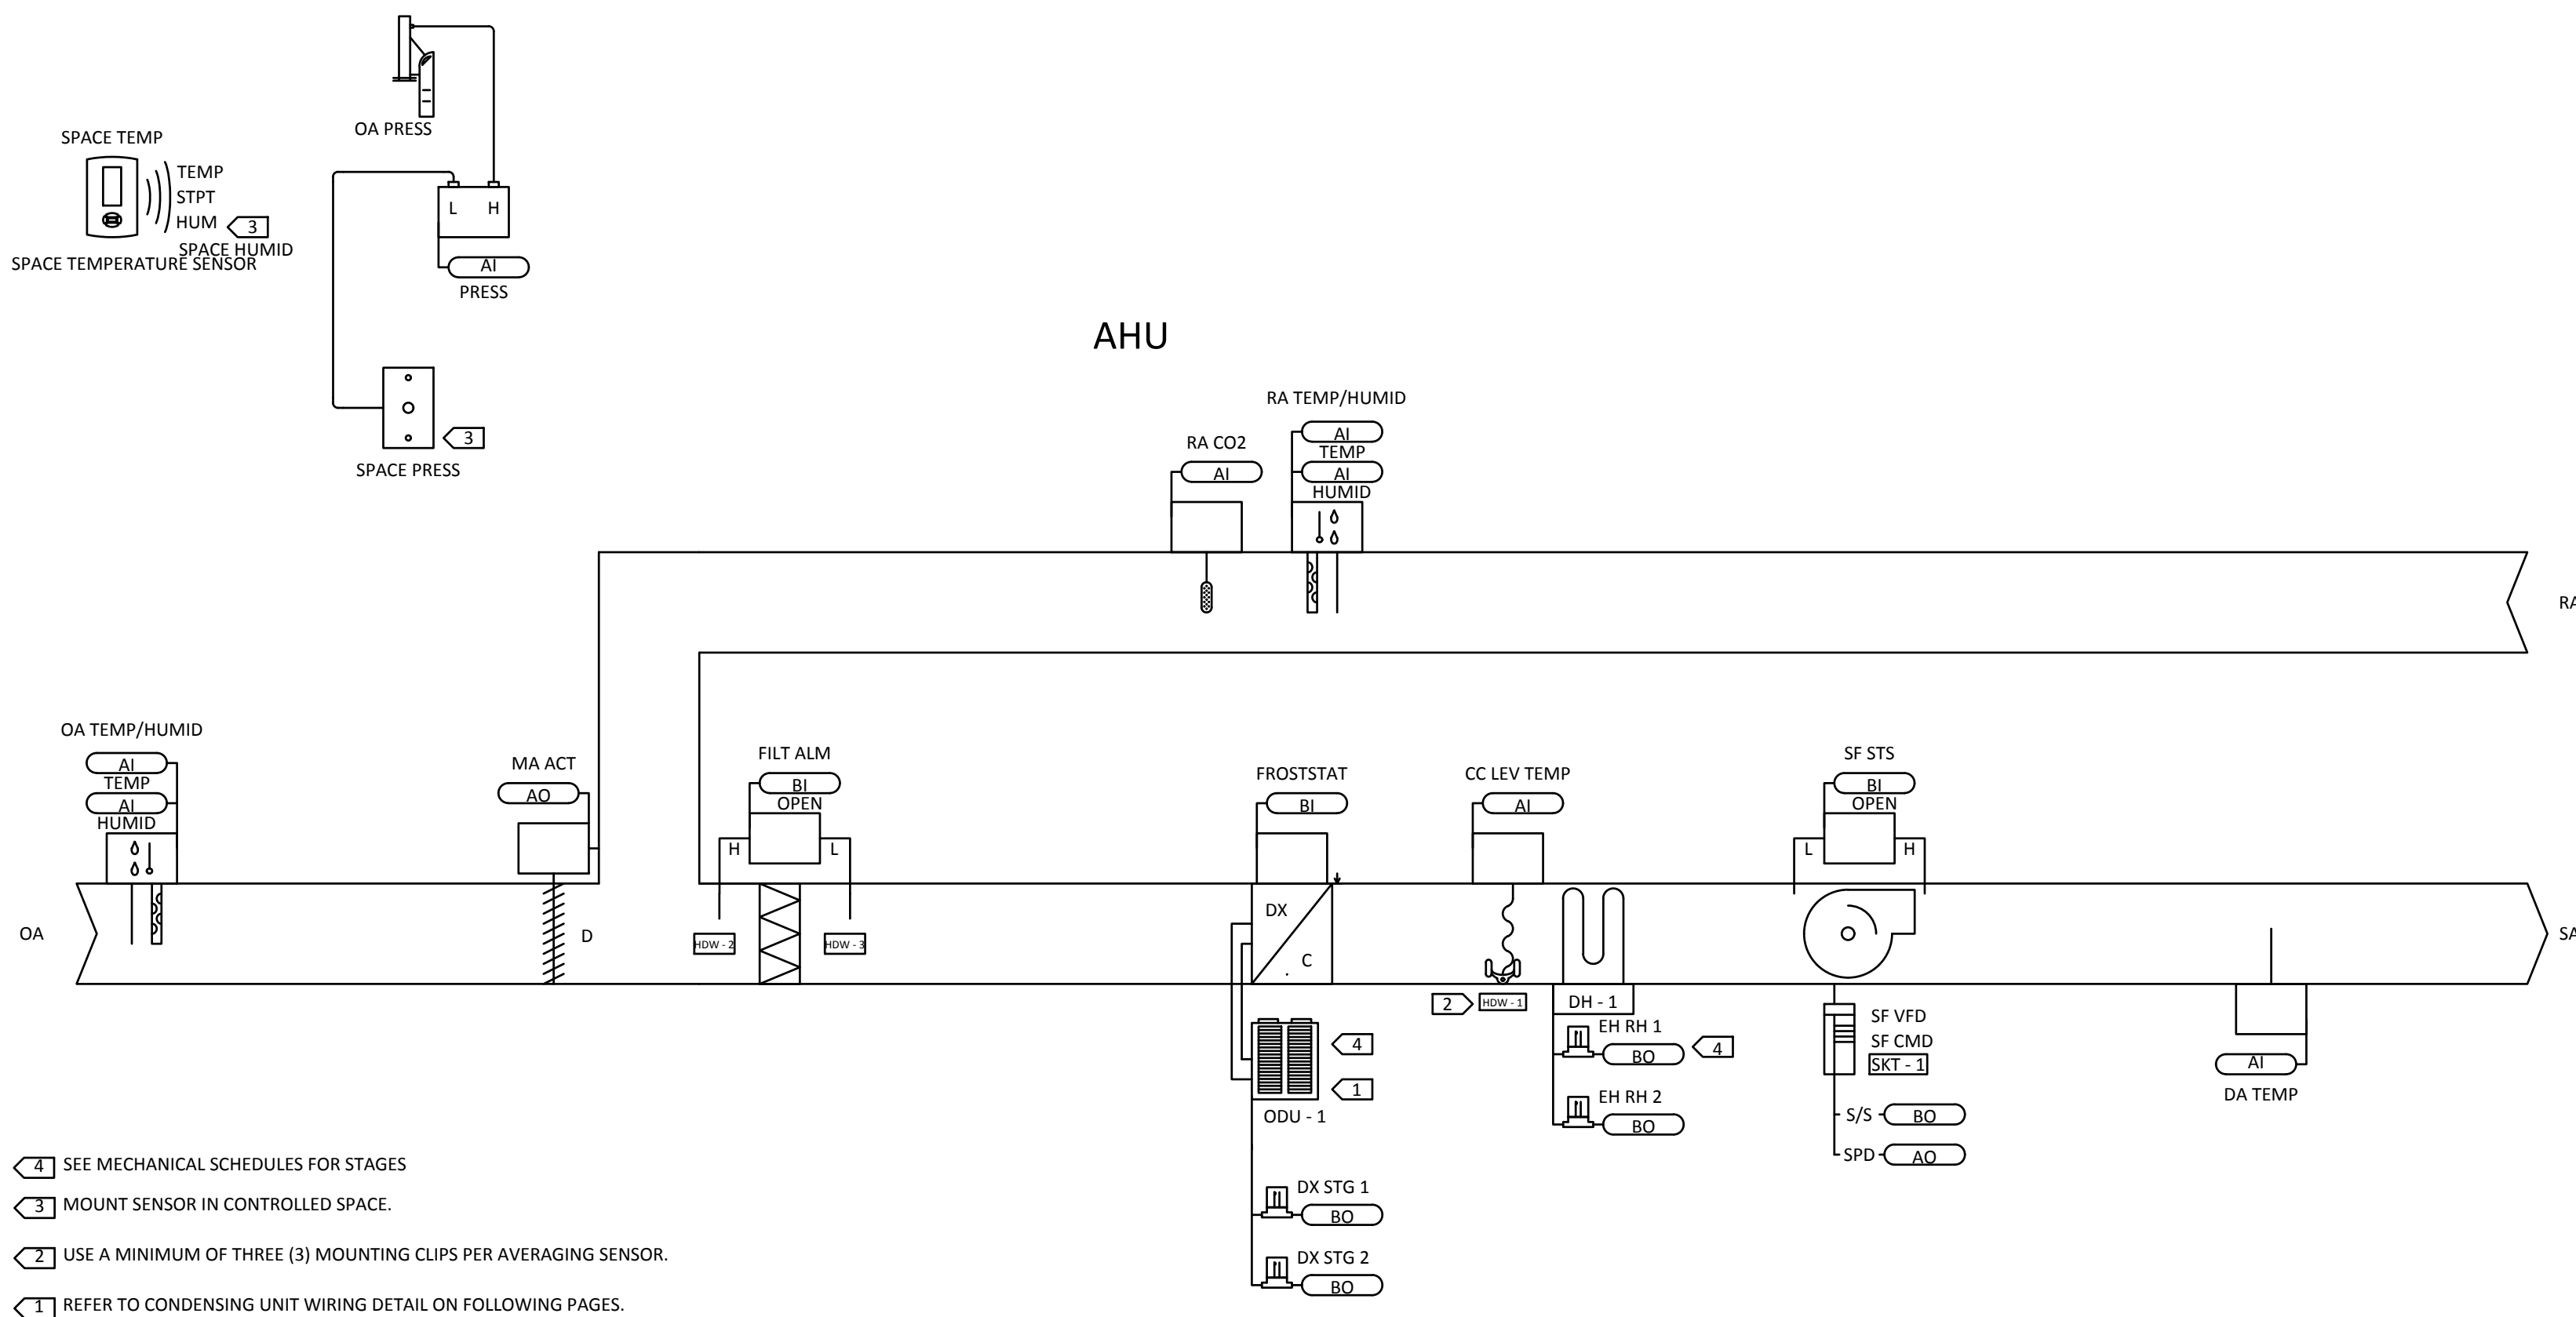 OA PRESS
SPACE TEMP
TEMP
STPT
HUM
3
SPACE HUMID
SPACE TEMPERATURE SENSOR
L H
AI
PRESS
3
SPACE PRESS
AHU
RA TEMP/HUMID
AI
TEMP
AI
HUMID
RA CO2
AI
RA
OA TEMP/HUMID
AI
TEMP
AI
HUMID
OA
MA ACT
AO
D
FILT ALM
BI
OPEN
H L
HDW - 2
HDW - 3
FROSTSTAT
BI
DX
C
CC LEV TEMP
AI
2
HDW - 1
SF STS
BI
OPEN
L H
SA
DH - 1
EH RH 1
BO
4
EH RH 2
BO
4
1
ODU - 1
DX STG 1
BO
DX STG 2
BO
SF VFD
SF CMD
SKT - 1
S/S BO
SPD AO
AI
DA TEMP
4 SEE MECHANICAL SCHEDULES FOR STAGES
3 MOUNT SENSOR IN CONTROLLED SPACE.
2 USE A MINIMUM OF THREE (3) MOUNTING CLIPS PER AVERAGING SENSOR.
1 REFER TO CONDENSING UNIT WIRING DETAIL ON FOLLOWING PAGES.